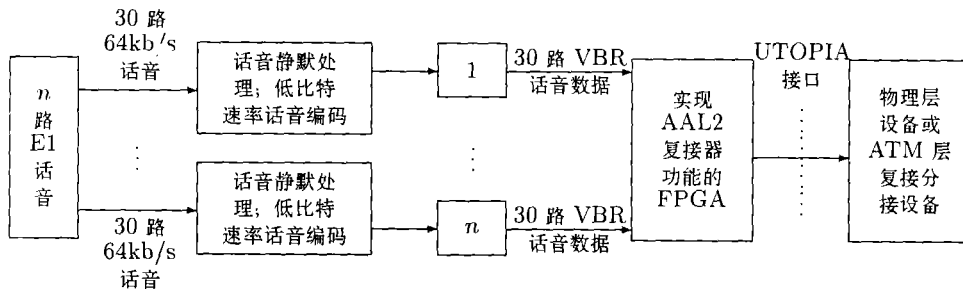 n
路
E1
话
音
30 路
64kb/s
话音
话音静默处
理；低比特
速率话音编码
1
30 路 VBR
话音数据
30 路
64kb/s
话音
话音静默处
理；低比特
速率话音编码
n
30 路 VBR
话音数据
实现
AAL2
复接器
功能的
FPGA
UTOPIA
接口
物理层
设备或
ATM 层
复接分
接设备